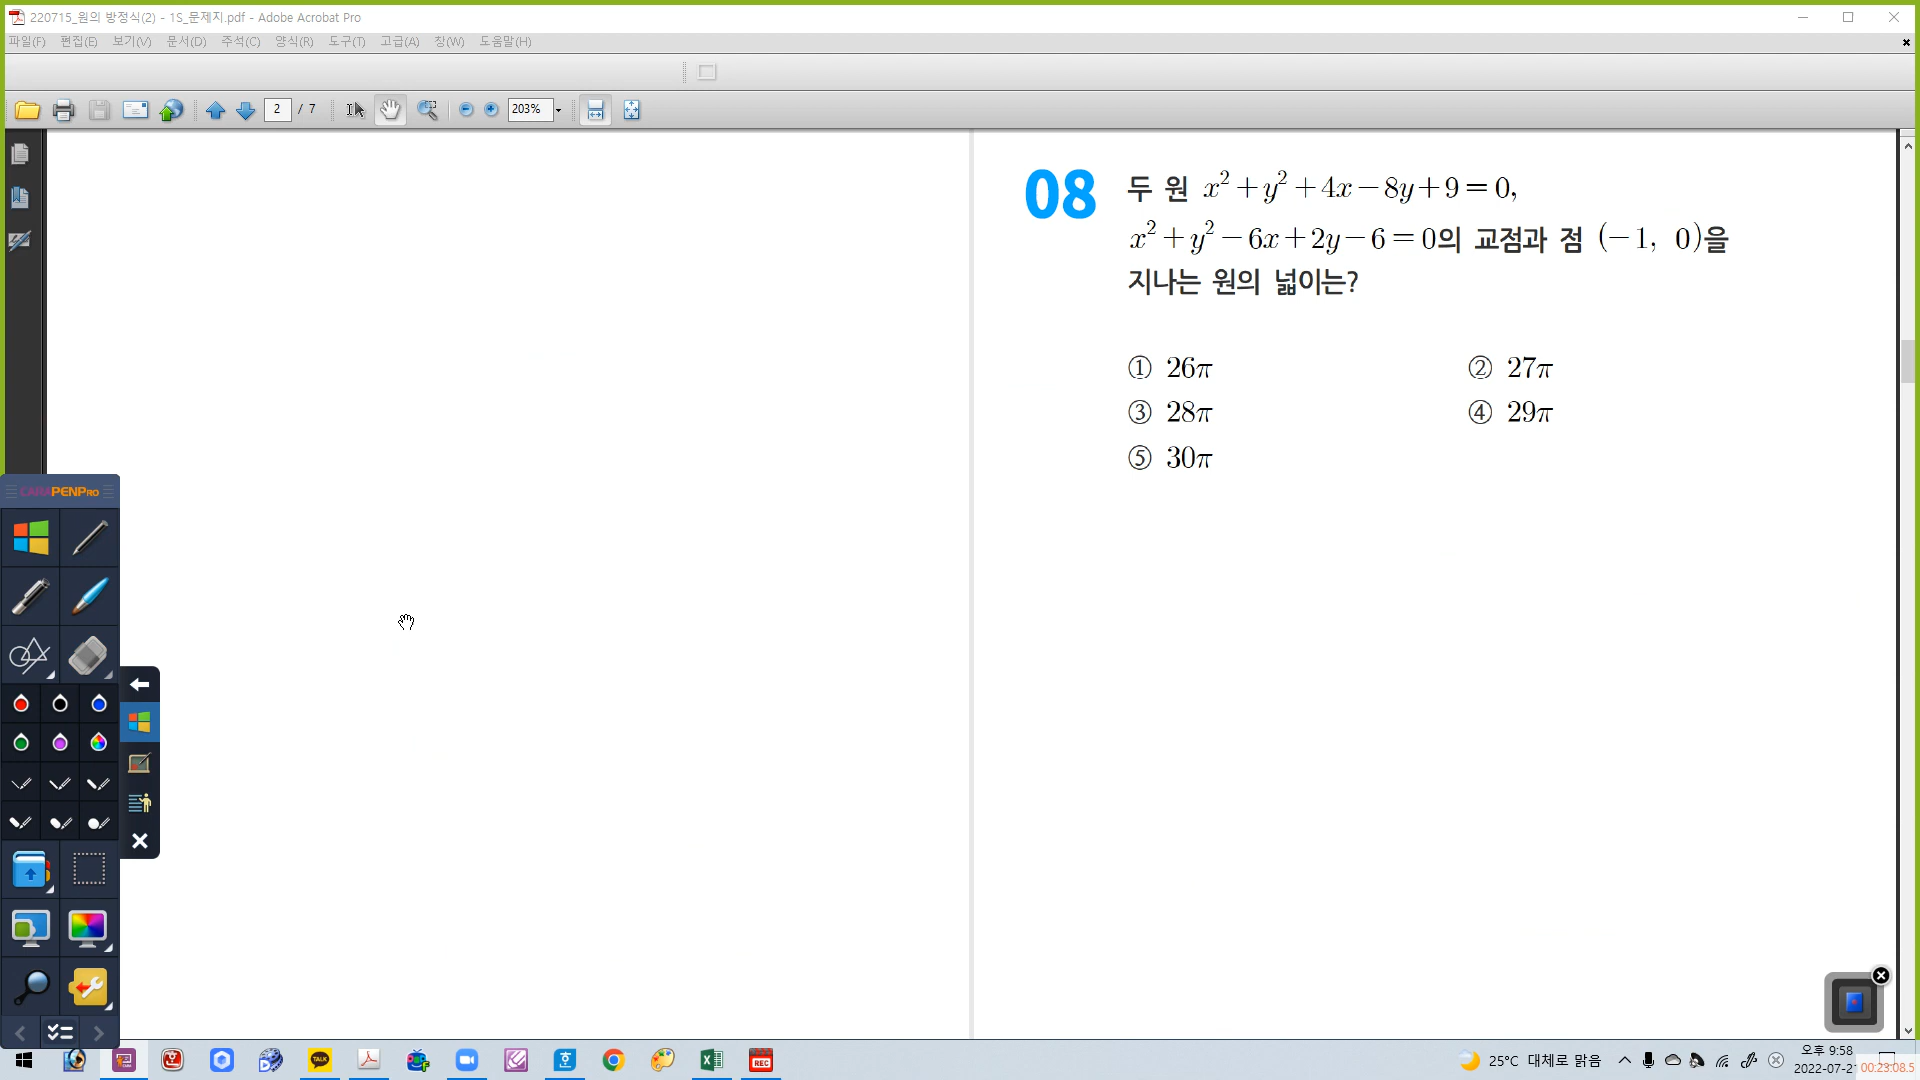 220715_원의 방정식(2) - 1S_문제지.pdf - Adobe Acrobat Pro
파일(F) 편집(E) 보기(V) 문서(D) 주석(C) 양식(R) 도구(T) 고급(A) 창(W) 도움말(H)
2 / 7 203%
08 두 원 x²+y²+4x−8y+9=0,
x²+y²−6x+2y−6=0의 교점과 점 (−1, 0)을
지나는 원의 넓이는?
① 26π ② 27π
③ 28π ④ 29π
⑤ 30π
CARAPENPRO
TALK
REC
25°C 대체로 맑음
오후 9:58
2022-07-2
00:23:08.5